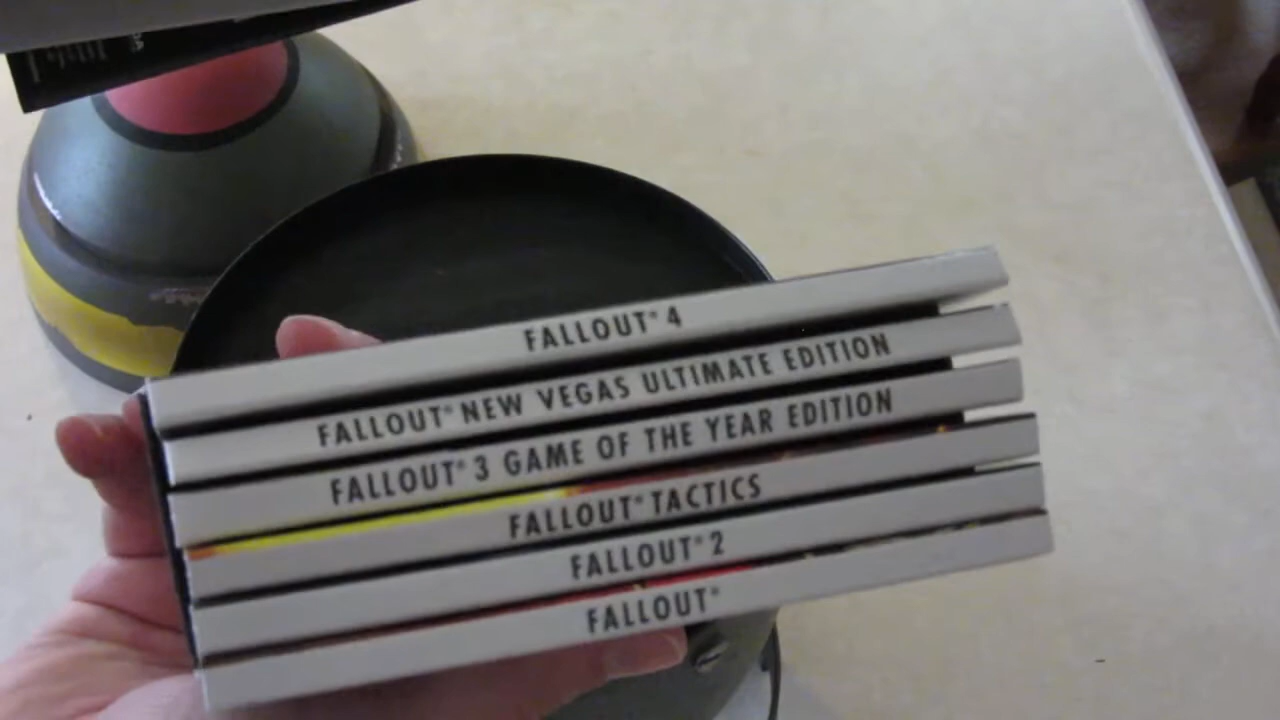 FALLOUT® 4
FALLOUT® NEW VEGAS ULTIMATE EDITION
FALLOUT® 3 GAME OF THE YEAR EDITION
FALLOUT® TACTICS
FALLOUT® 2
FALLOUT®